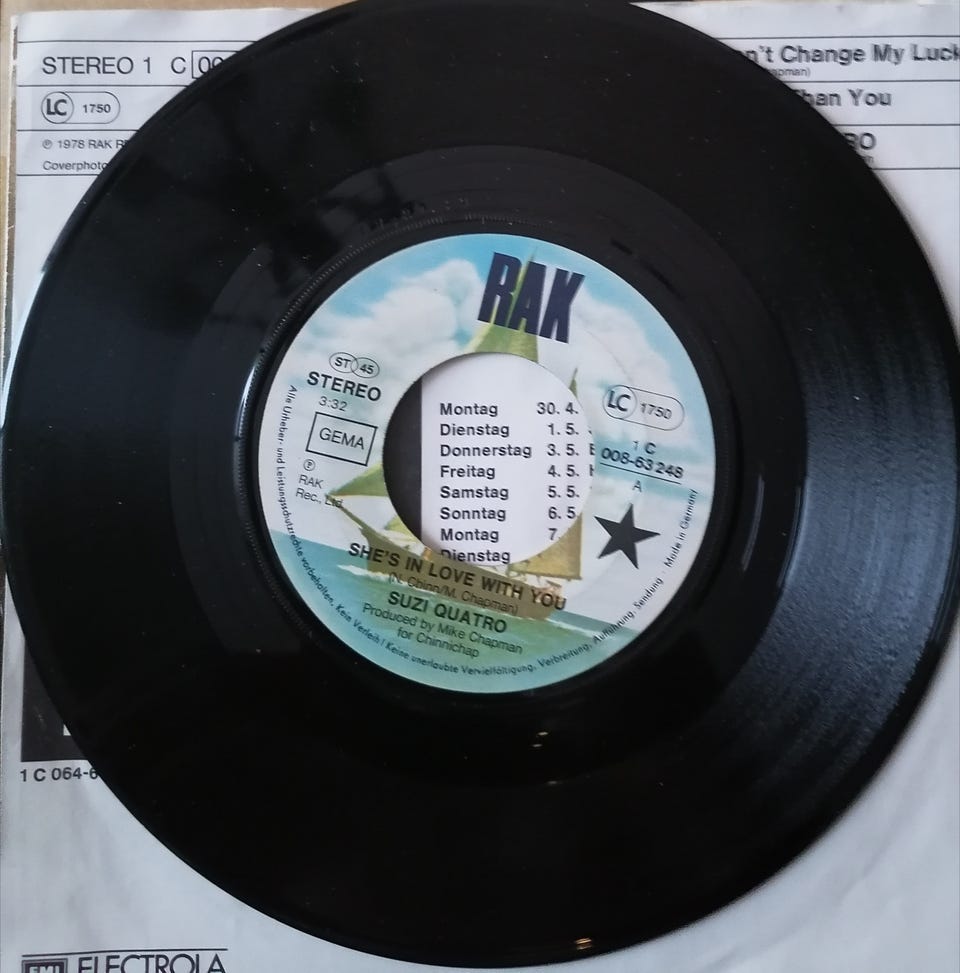 STEREO 1 C 00
LC 1750
℗ 1978 RAK
Coverphoto
n't Change My Luck
apman)
Than You
RO
RAK
ST 45
STEREO
3:32
GEMA
℗
RAK
Rec., Ltd.
LC 1750
1 C
008-63 248
A
Montag 30. 4.
Dienstag 1. 5.
Donnerstag 3. 5.
Freitag 4. 5.
Samstag 5. 5.
Sonntag 6. 5
Montag 7
Dienstag
SHE'S IN LOVE WITH YOU
(N. Chinn/M. Chapman)
SUZI QUATRO
Produced by Mike Chapman
for Chinnichap
Alle Urheber- und Leistungsschutzrechte vorbehalten. Kein Verleih! Keine unerlaubte Vervielfältigung, Verbreitung, Aufführung, Sendung · Made in Germany
1 C 064-6
EMI ELECTROLA